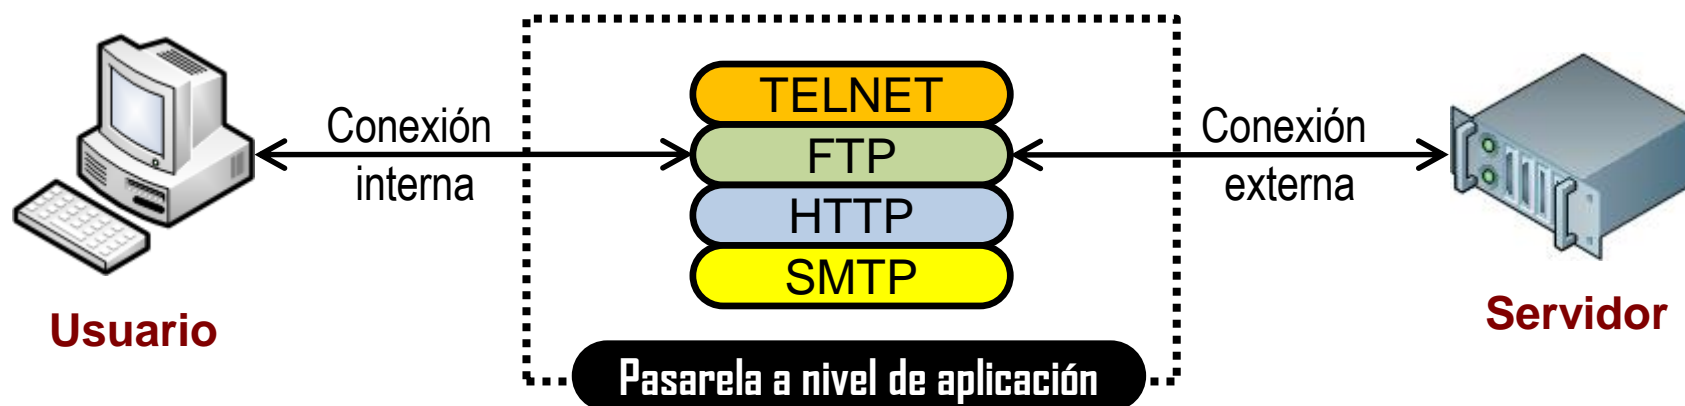 TELNET
Conexión
interna
FTP
HTTP
SMTP
Conexión
externa
Usuario
Servidor
Pasarela a nivel de aplicación